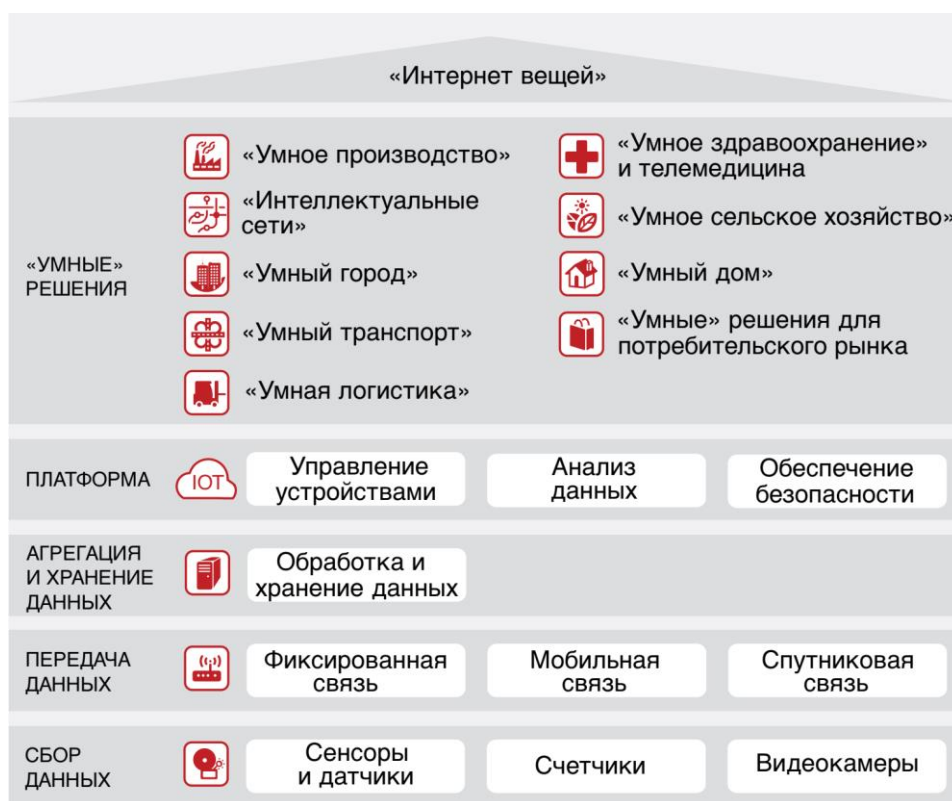 «Интернет вещей»
«УМНЫЕ»
РЕШЕНИЯ
«Умное производство»
«Интеллектуальные
сети»
«Умный город»
«Умный транспорт»
«Умная логистика»
«Умное здравоохранение»
и телемедицина
«Умное сельское хозяйство»
«Умный дом»
«Умные» решения для
потребительского рынка
ПЛАТФОРМА
IOT
Управление
устройствами
Анализ
данных
Обеспечение
безопасности
АГРЕГАЦИЯ
И ХРАНЕНИЕ
ДАННЫХ
Обработка и
хранение данных
ПЕРЕДАЧА
ДАННЫХ
Фиксированная
связь
Мобильная
связь
Спутниковая
связь
СБОР
ДАННЫХ
Сенсоры
и датчики
Счетчики
Видеокамеры